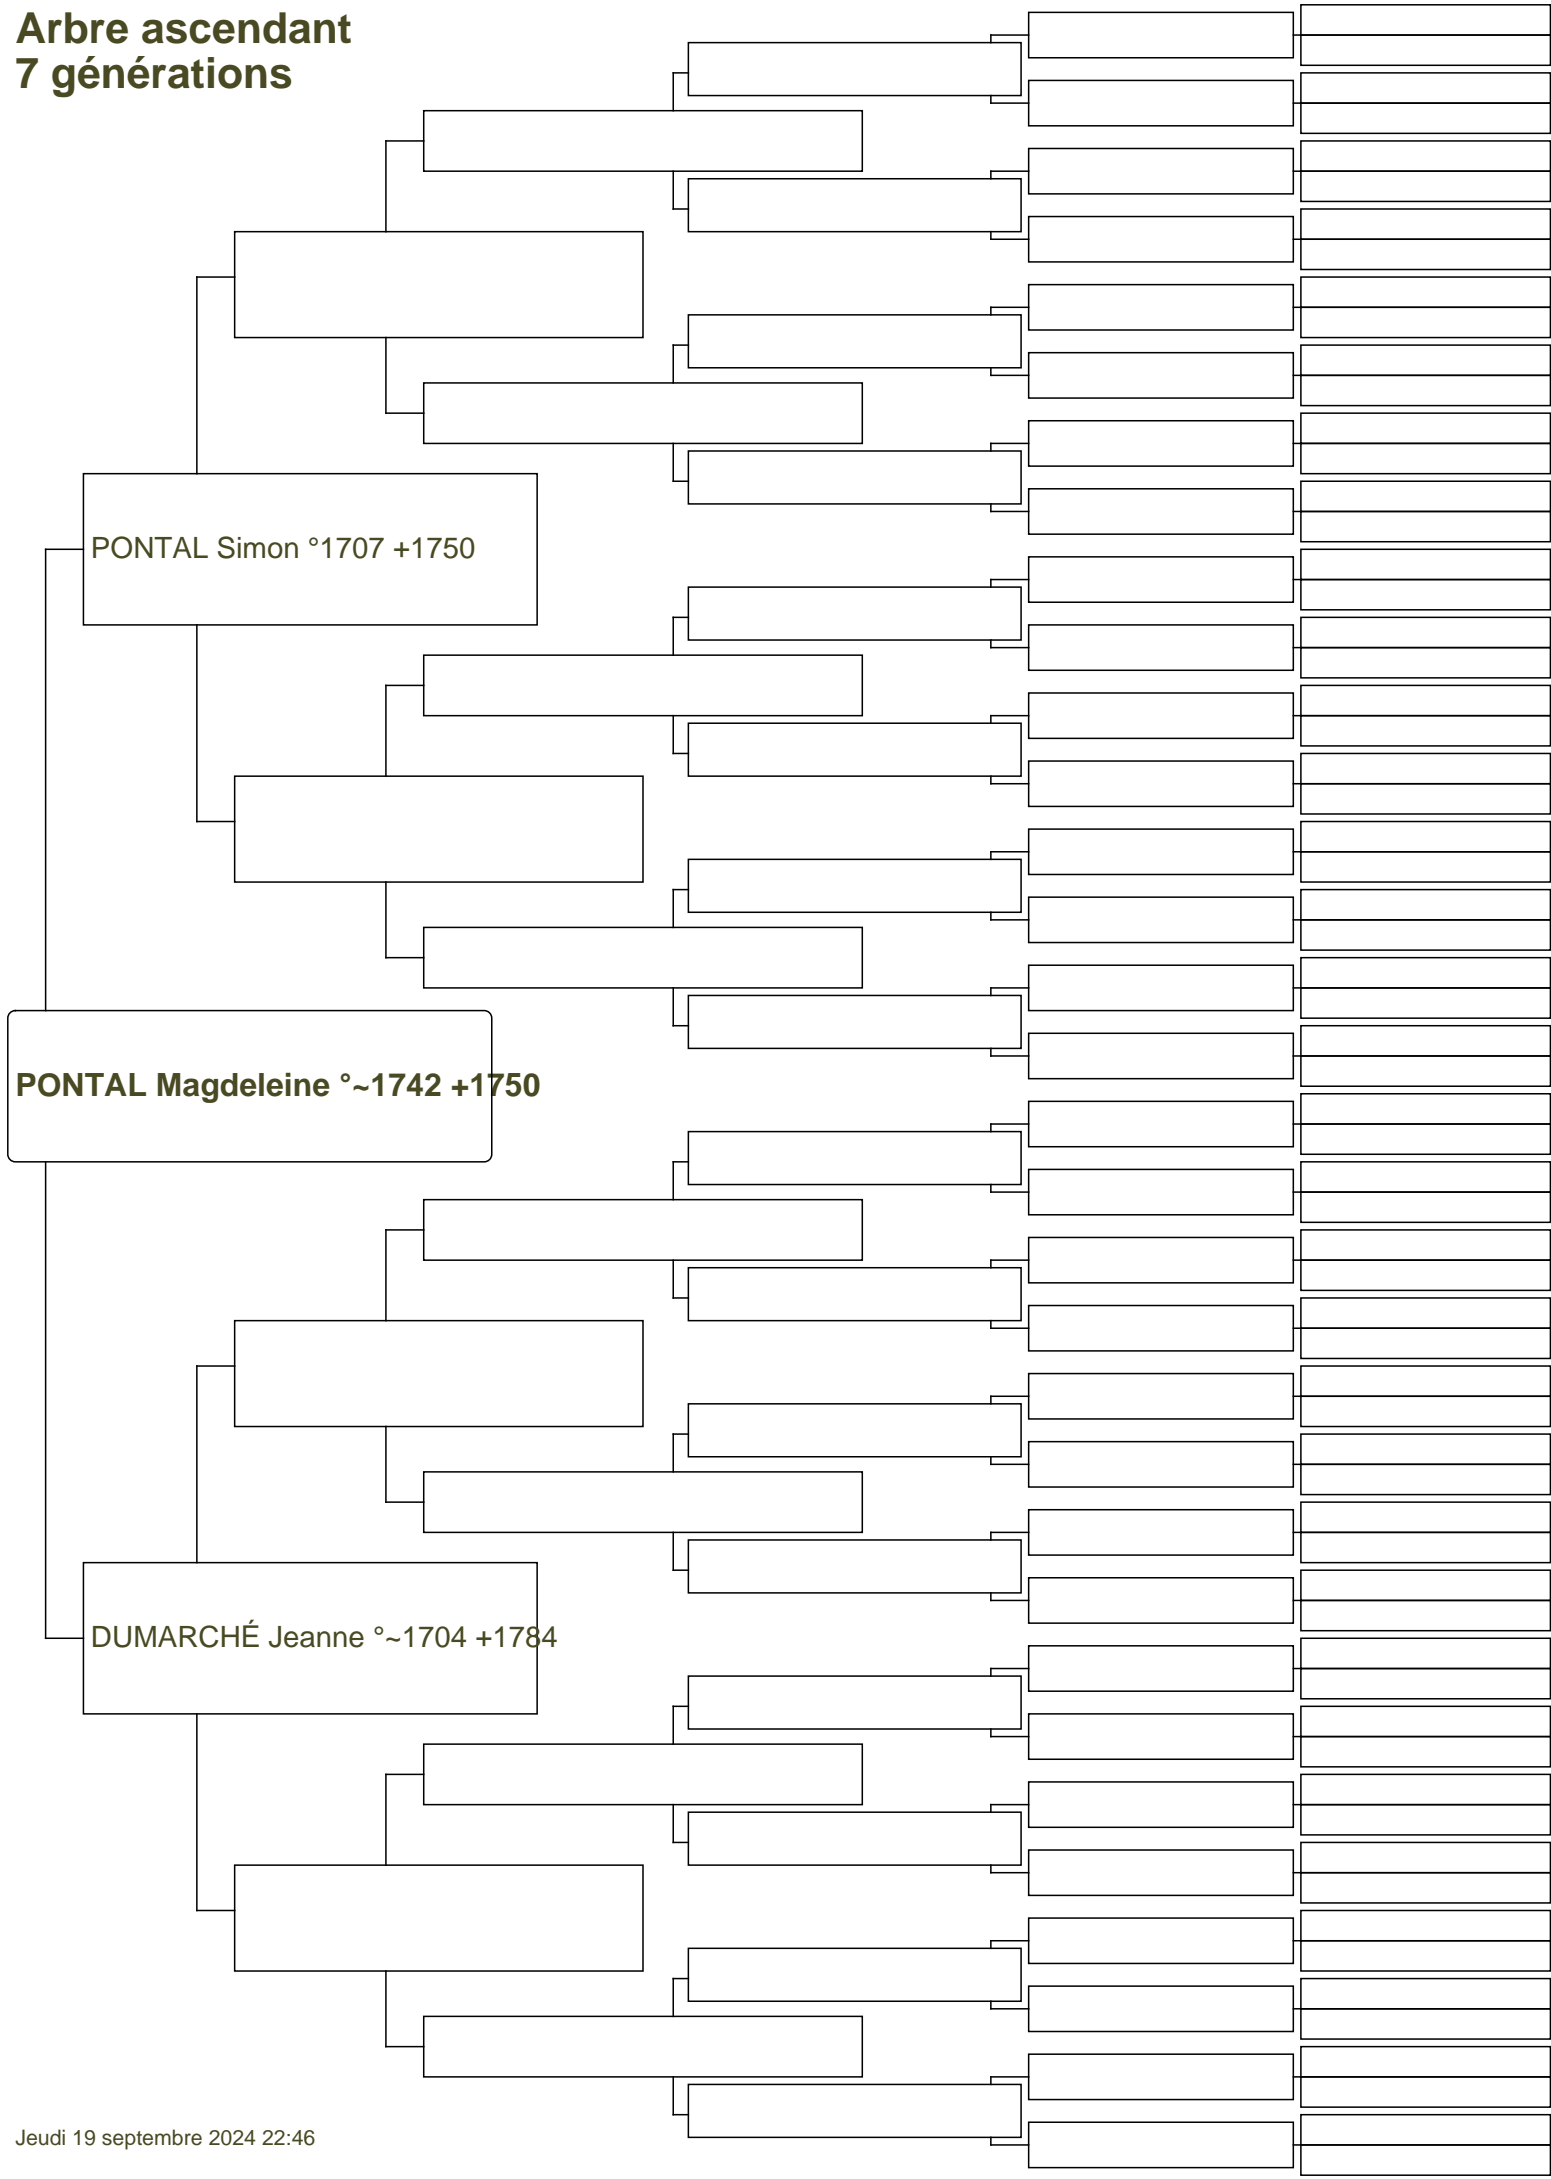 Arbre ascendant
7 générations
PONTAL Simon °1707 +1750
PONTAL Magdeleine °~1742 +1750
DUMARCHÉ Jeanne °~1704 +1784
Jeudi 19 septembre 2024 22:46